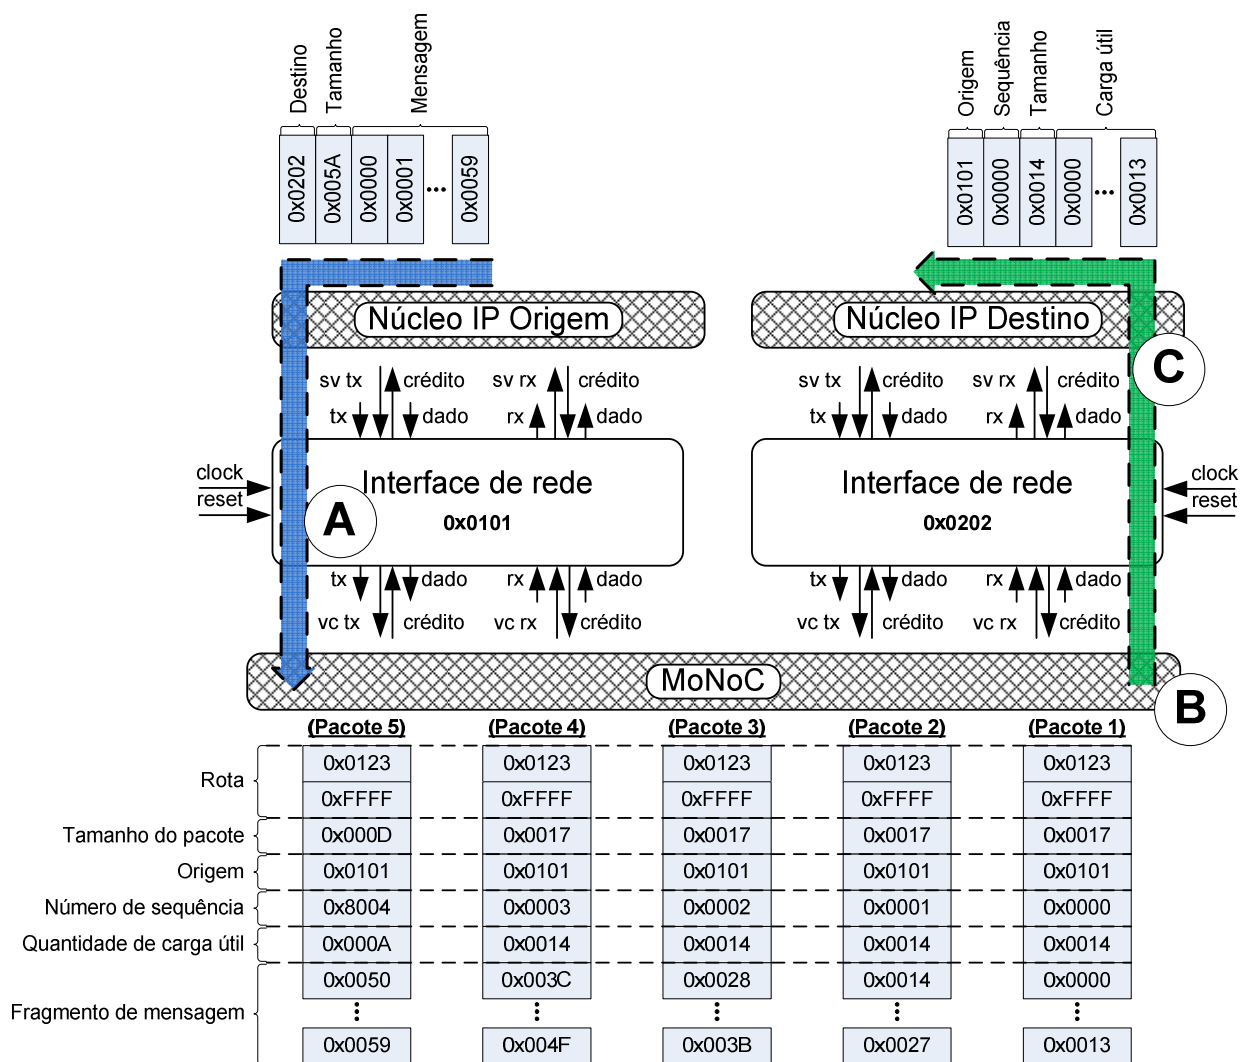 Destino Tamanho Mensagem
0x0202 0x005A 0x0000 0x0001 ... 0x0059
Origem Sequência Tamanho Carga útil
0x0101 0x0000 0x0014 0x0000 ... 0x0013
Núcleo IP Origem
Núcleo IP Destino
sv tx crédito sv rx crédito sv tx crédito sv rx crédito
tx dado rx dado tx dado rx dado
C
clock
reset
Interface de rede
0x0101
A
Interface de rede
0x0202
clock
reset
tx dado rx dado tx dado rx dado
vc tx crédito vc rx crédito vc tx crédito vc rx crédito
MoNoC
B
(Pacote 5) (Pacote 4) (Pacote 3) (Pacote 2) (Pacote 1)
Rota
0x0123 0x0123 0x0123 0x0123 0x0123
0xFFFF 0xFFFF 0xFFFF 0xFFFF 0xFFFF
Tamanho do pacote 0x000D 0x0017 0x0017 0x0017 0x0017
Origem 0x0101 0x0101 0x0101 0x0101 0x0101
Número de sequência 0x8004 0x0003 0x0002 0x0001 0x0000
Quantidade de carga útil 0x000A 0x0014 0x0014 0x0014 0x0014
Fragmento de mensagem
0x0050 0x003C 0x0028 0x0014 0x0000
... ... ... ... ...
0x0059 0x004F 0x003B 0x0027 0x0013